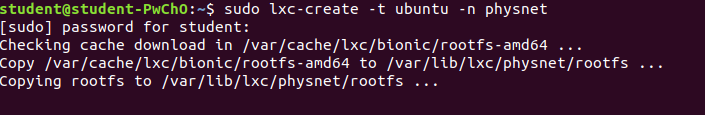 student@student-PwChO:~$ sudo lxc-create -t ubuntu -n physnet
[sudo] password for student:
Checking cache download in /var/cache/lxc/bionic/rootfs-amd64 ...
Copy /var/cache/lxc/bionic/rootfs-amd64 to /var/lib/lxc/physnet/rootfs ...
Copying rootfs to /var/lib/lxc/physnet/rootfs ...